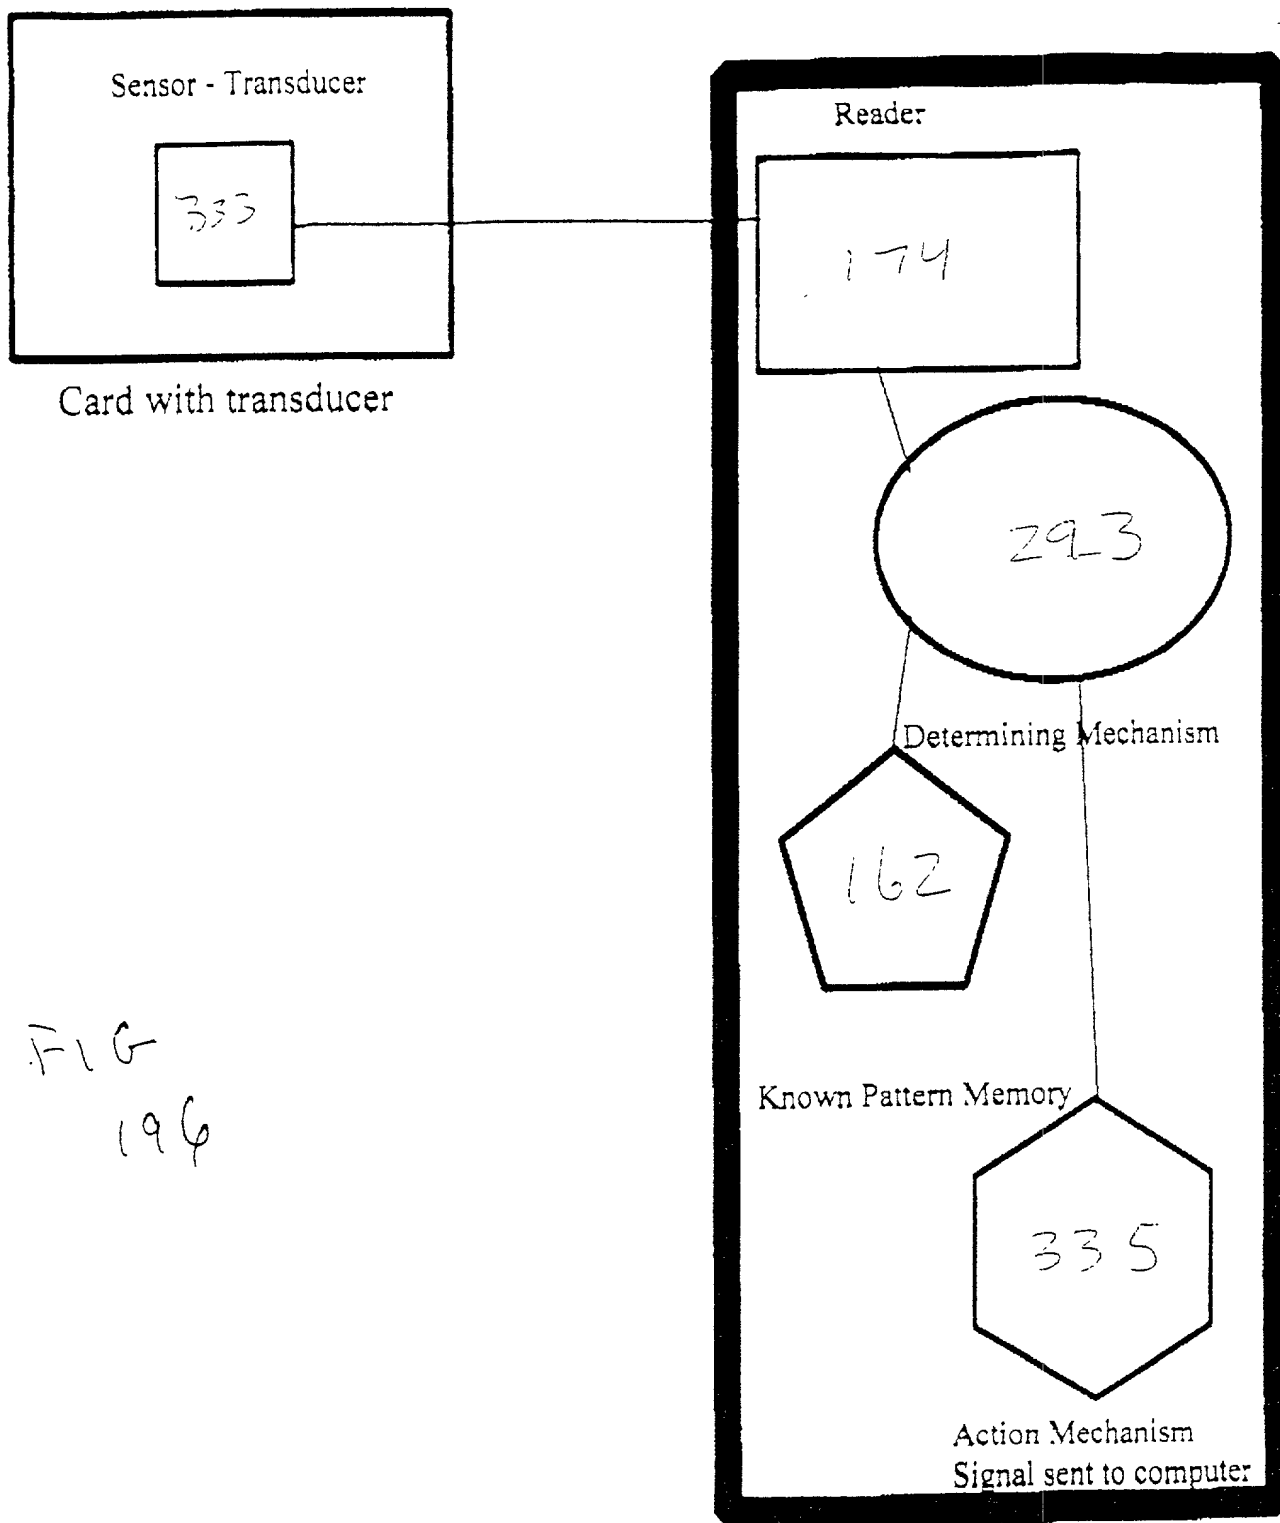 Sensor - Transducer
333
Card with transducer
Reader
174
293
Determining Mechanism
162
Known Pattern Memory
335
Action Mechanism
Signal sent to computer
FIG
196